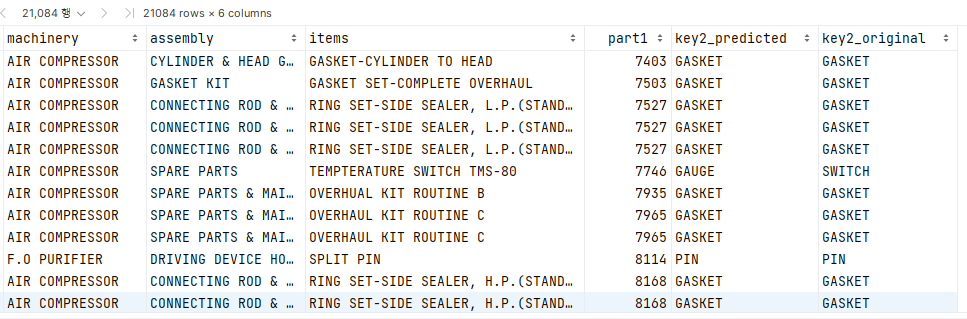 21,084 행 21084 rows × 6 columns
machinery assembly items part1 key2_predicted key2_original
AIR COMPRESSOR CYLINDER & HEAD G… GASKET-CYLINDER TO HEAD 7403 GASKET GASKET
AIR COMPRESSOR GASKET KIT GASKET SET-COMPLETE OVERHAUL 7503 GASKET GASKET
AIR COMPRESSOR CONNECTING ROD & … RING SET-SIDE SEALER, L.P.(STAND… 7527 GASKET GASKET
AIR COMPRESSOR CONNECTING ROD & … RING SET-SIDE SEALER, L.P.(STAND… 7527 GASKET GASKET
AIR COMPRESSOR CONNECTING ROD & … RING SET-SIDE SEALER, L.P.(STAND… 7527 GASKET GASKET
AIR COMPRESSOR SPARE PARTS TEMPTERATURE SWITCH TMS-80 7746 GAUGE SWITCH
AIR COMPRESSOR SPARE PARTS & MAI… OVERHUAL KIT ROUTINE B 7935 GASKET GASKET
AIR COMPRESSOR SPARE PARTS & MAI… OVERHAUL KIT ROUTINE C 7965 GASKET GASKET
AIR COMPRESSOR SPARE PARTS & MAI… OVERHAUL KIT ROUTINE C 7965 GASKET GASKET
F.O PURIFIER DRIVING DEVICE HO… SPLIT PIN 8114 PIN PIN
AIR COMPRESSOR CONNECTING ROD & … RING SET-SIDE SEALER, H.P.(STAND… 8168 GASKET GASKET
AIR COMPRESSOR CONNECTING ROD & … RING SET-SIDE SEALER, H.P.(STAND… 8168 GASKET GASKET